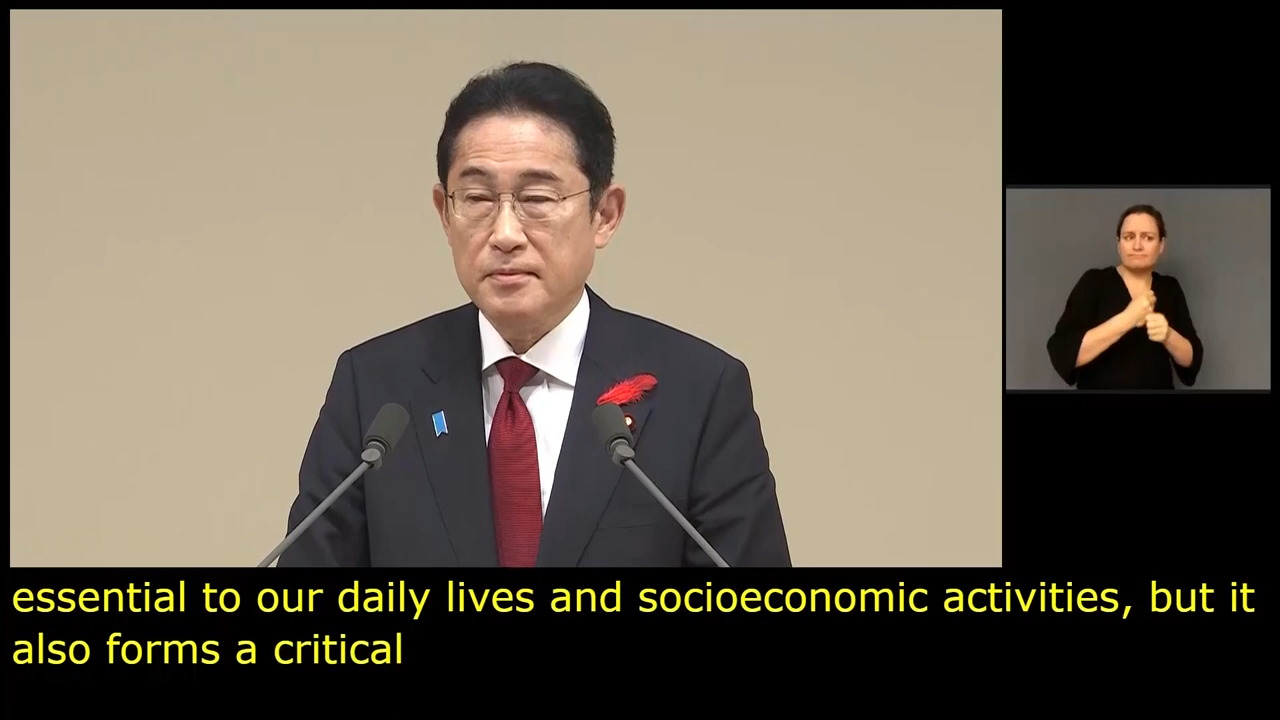 essential to our daily lives and socioeconomic activities, but it
also forms a critical